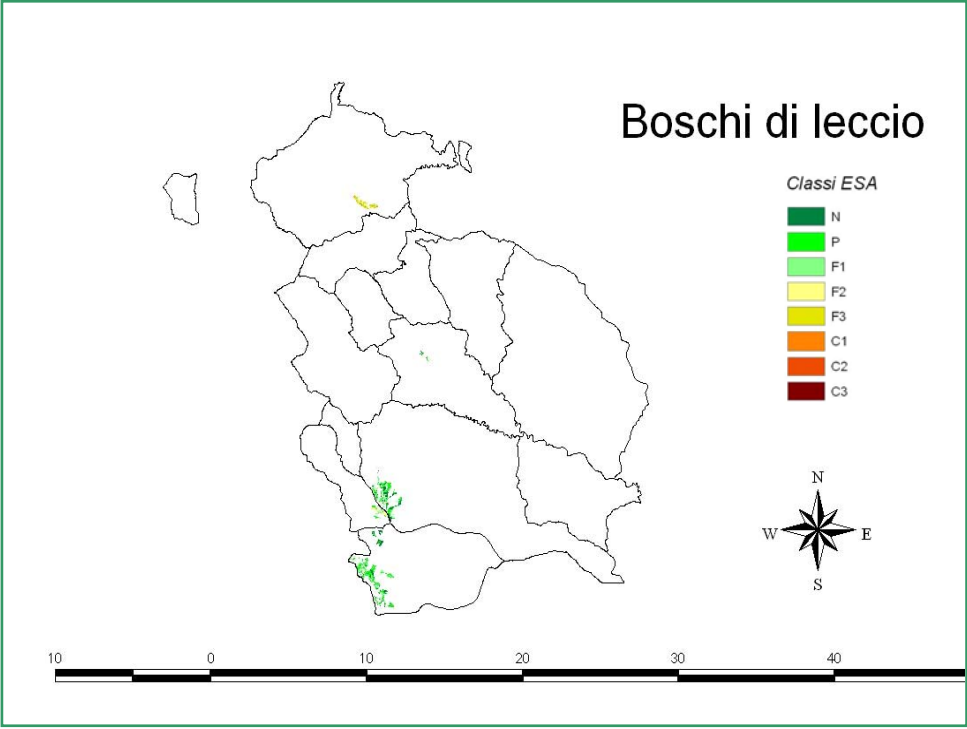 Boschi di leccio
Classi ESA
N
P
F1
F2
F3
C1
C2
C3
N
W E
S
10 0 10 20 30 40